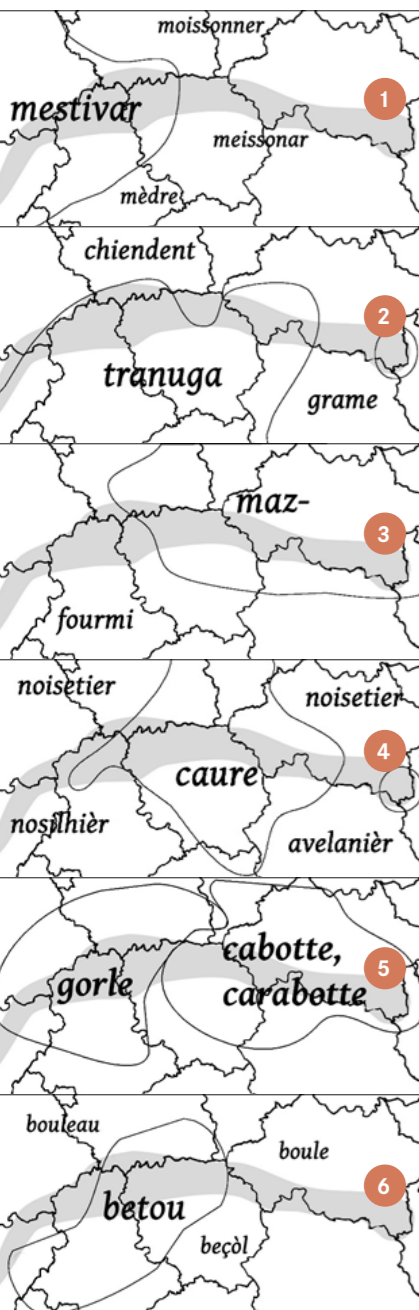 moissonner
1
mestivar
meissonar
mèdre
chiendent
2
tranuga
grame
maz-
3
fourmi
noisetier
noisetier
4
caure
nosilhièr
avelanièr
cabotte,
5
gorle
carabotte
bouleau
boule
6
betou
beçòl